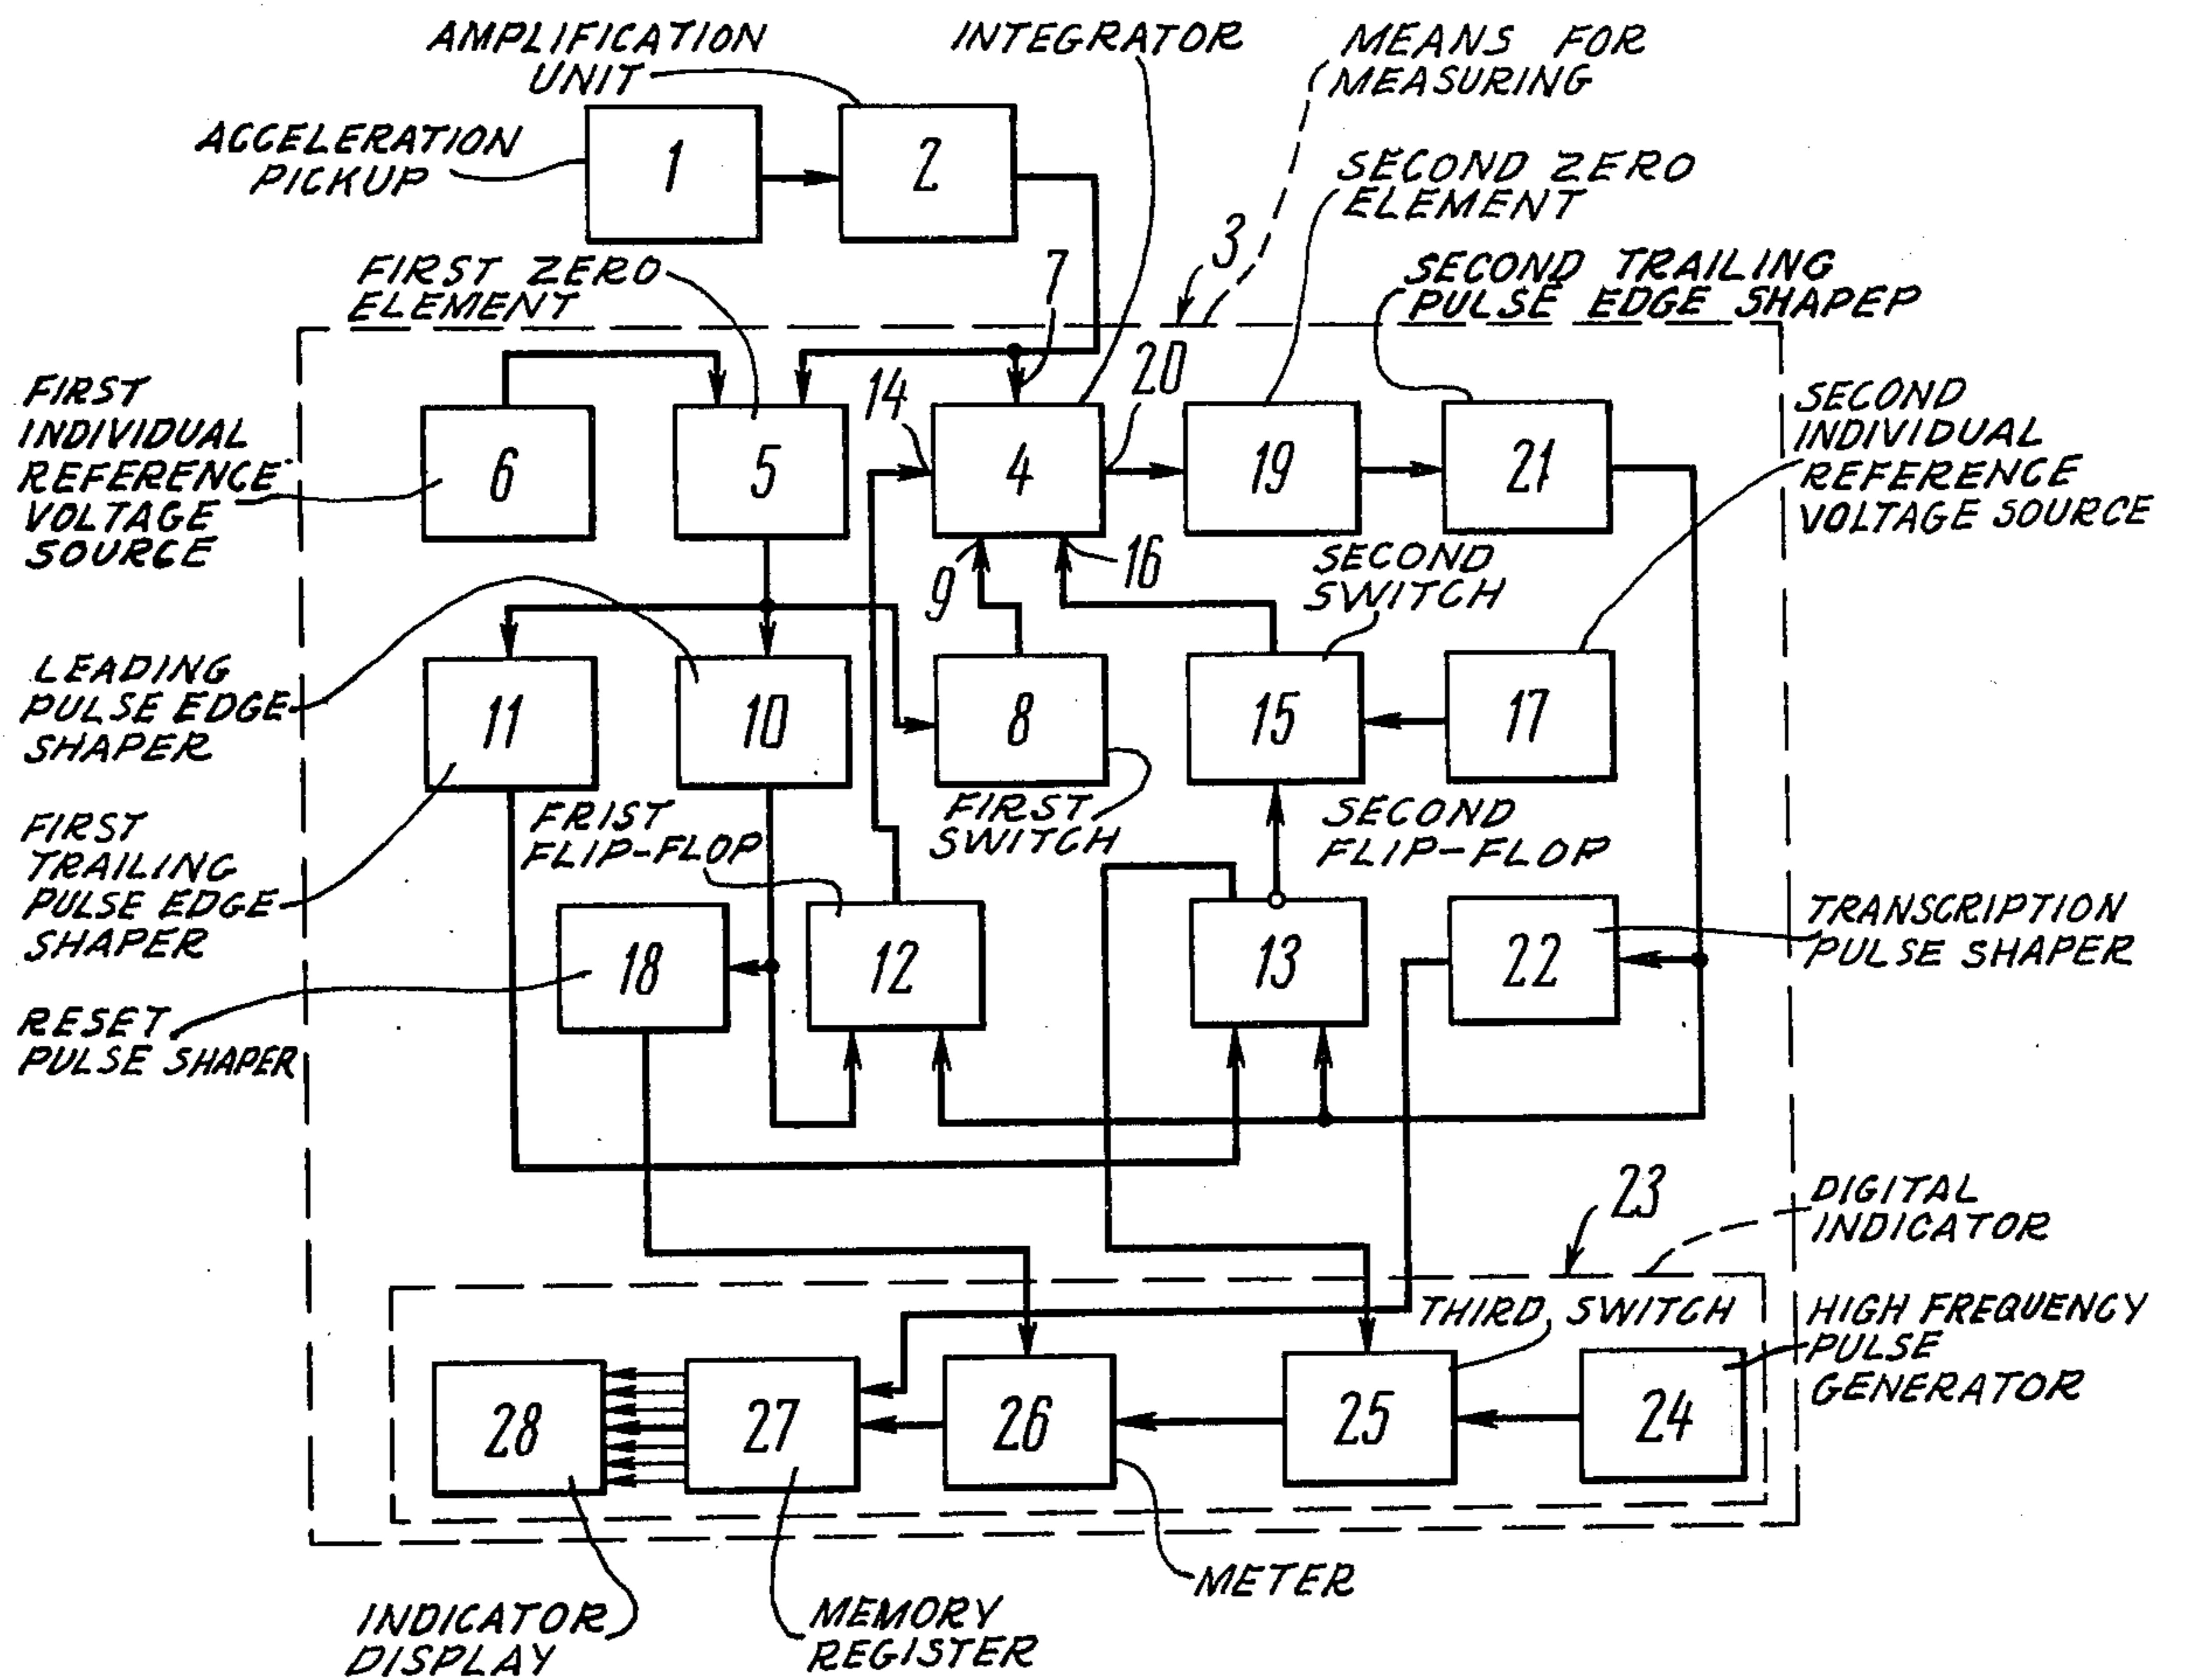 AMPLIFICATION
UNIT
INTEGRATOR
MEANS FOR
MEASURING
ACCELERATION
PICKUP
1
2
SECOND ZERO
ELEMENT
3
7
FIRST ZERO
ELEMENT
SECOND TRAILING
PULSE EDGE SHAPEP
FIRST
INDIVIDUAL
REFERENCE
VOLTAGE
SOURCE
6
5
14
4
20
19
21
SECOND
INDIVIDUAL
REFERENCE
VOLTAGE SOURCE
9
16
SECOND
SWITCH
LEADING
PULSE EDGE
SHAPER
11
10
8
15
17
FIRST
TRAILING
PULSE EDGE
SHAPER
FRIST
FLIP-FLOP
FIRST
SWITCH
SECOND
FLIP-FLOP
18
12
13
22
TRANSCRIPTION
PULSE SHAPER
RESET
PULSE SHAPER
23
DIGITAL
INDICATOR
THIRD SWITCH
HIGH FREQUENCY
PULSE
GENERATOR
28
27
26
25
24
METER
INDICATOR
DISPLAY
MEMORY
REGISTER